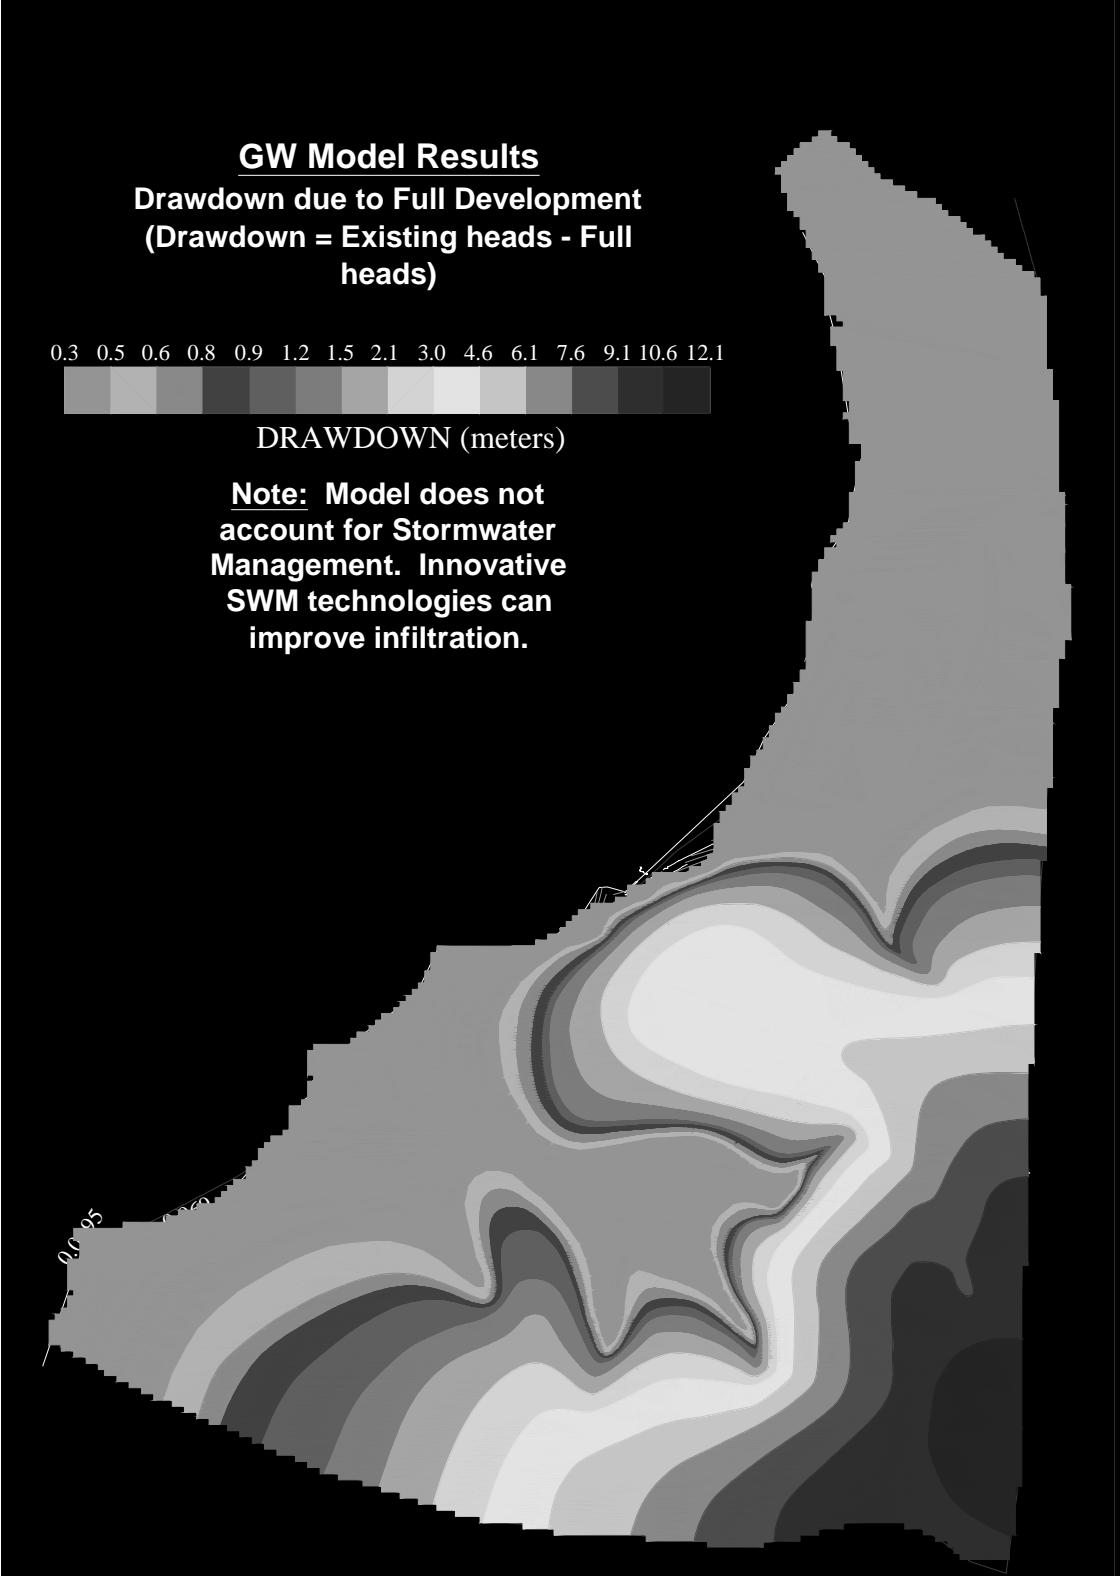 GW Model Results
Drawdown due to Full Development
(Drawdown = Existing heads - Full
heads)
0.3 0.5 0.6 0.8 0.9 1.2 1.5 2.1 3.0 4.6 6.1 7.6 9.1 10.6 12.1
DRAWDOWN (meters)
Note: Model does not
account for Stormwater
Management. Innovative
SWM technologies can
improve infiltration.